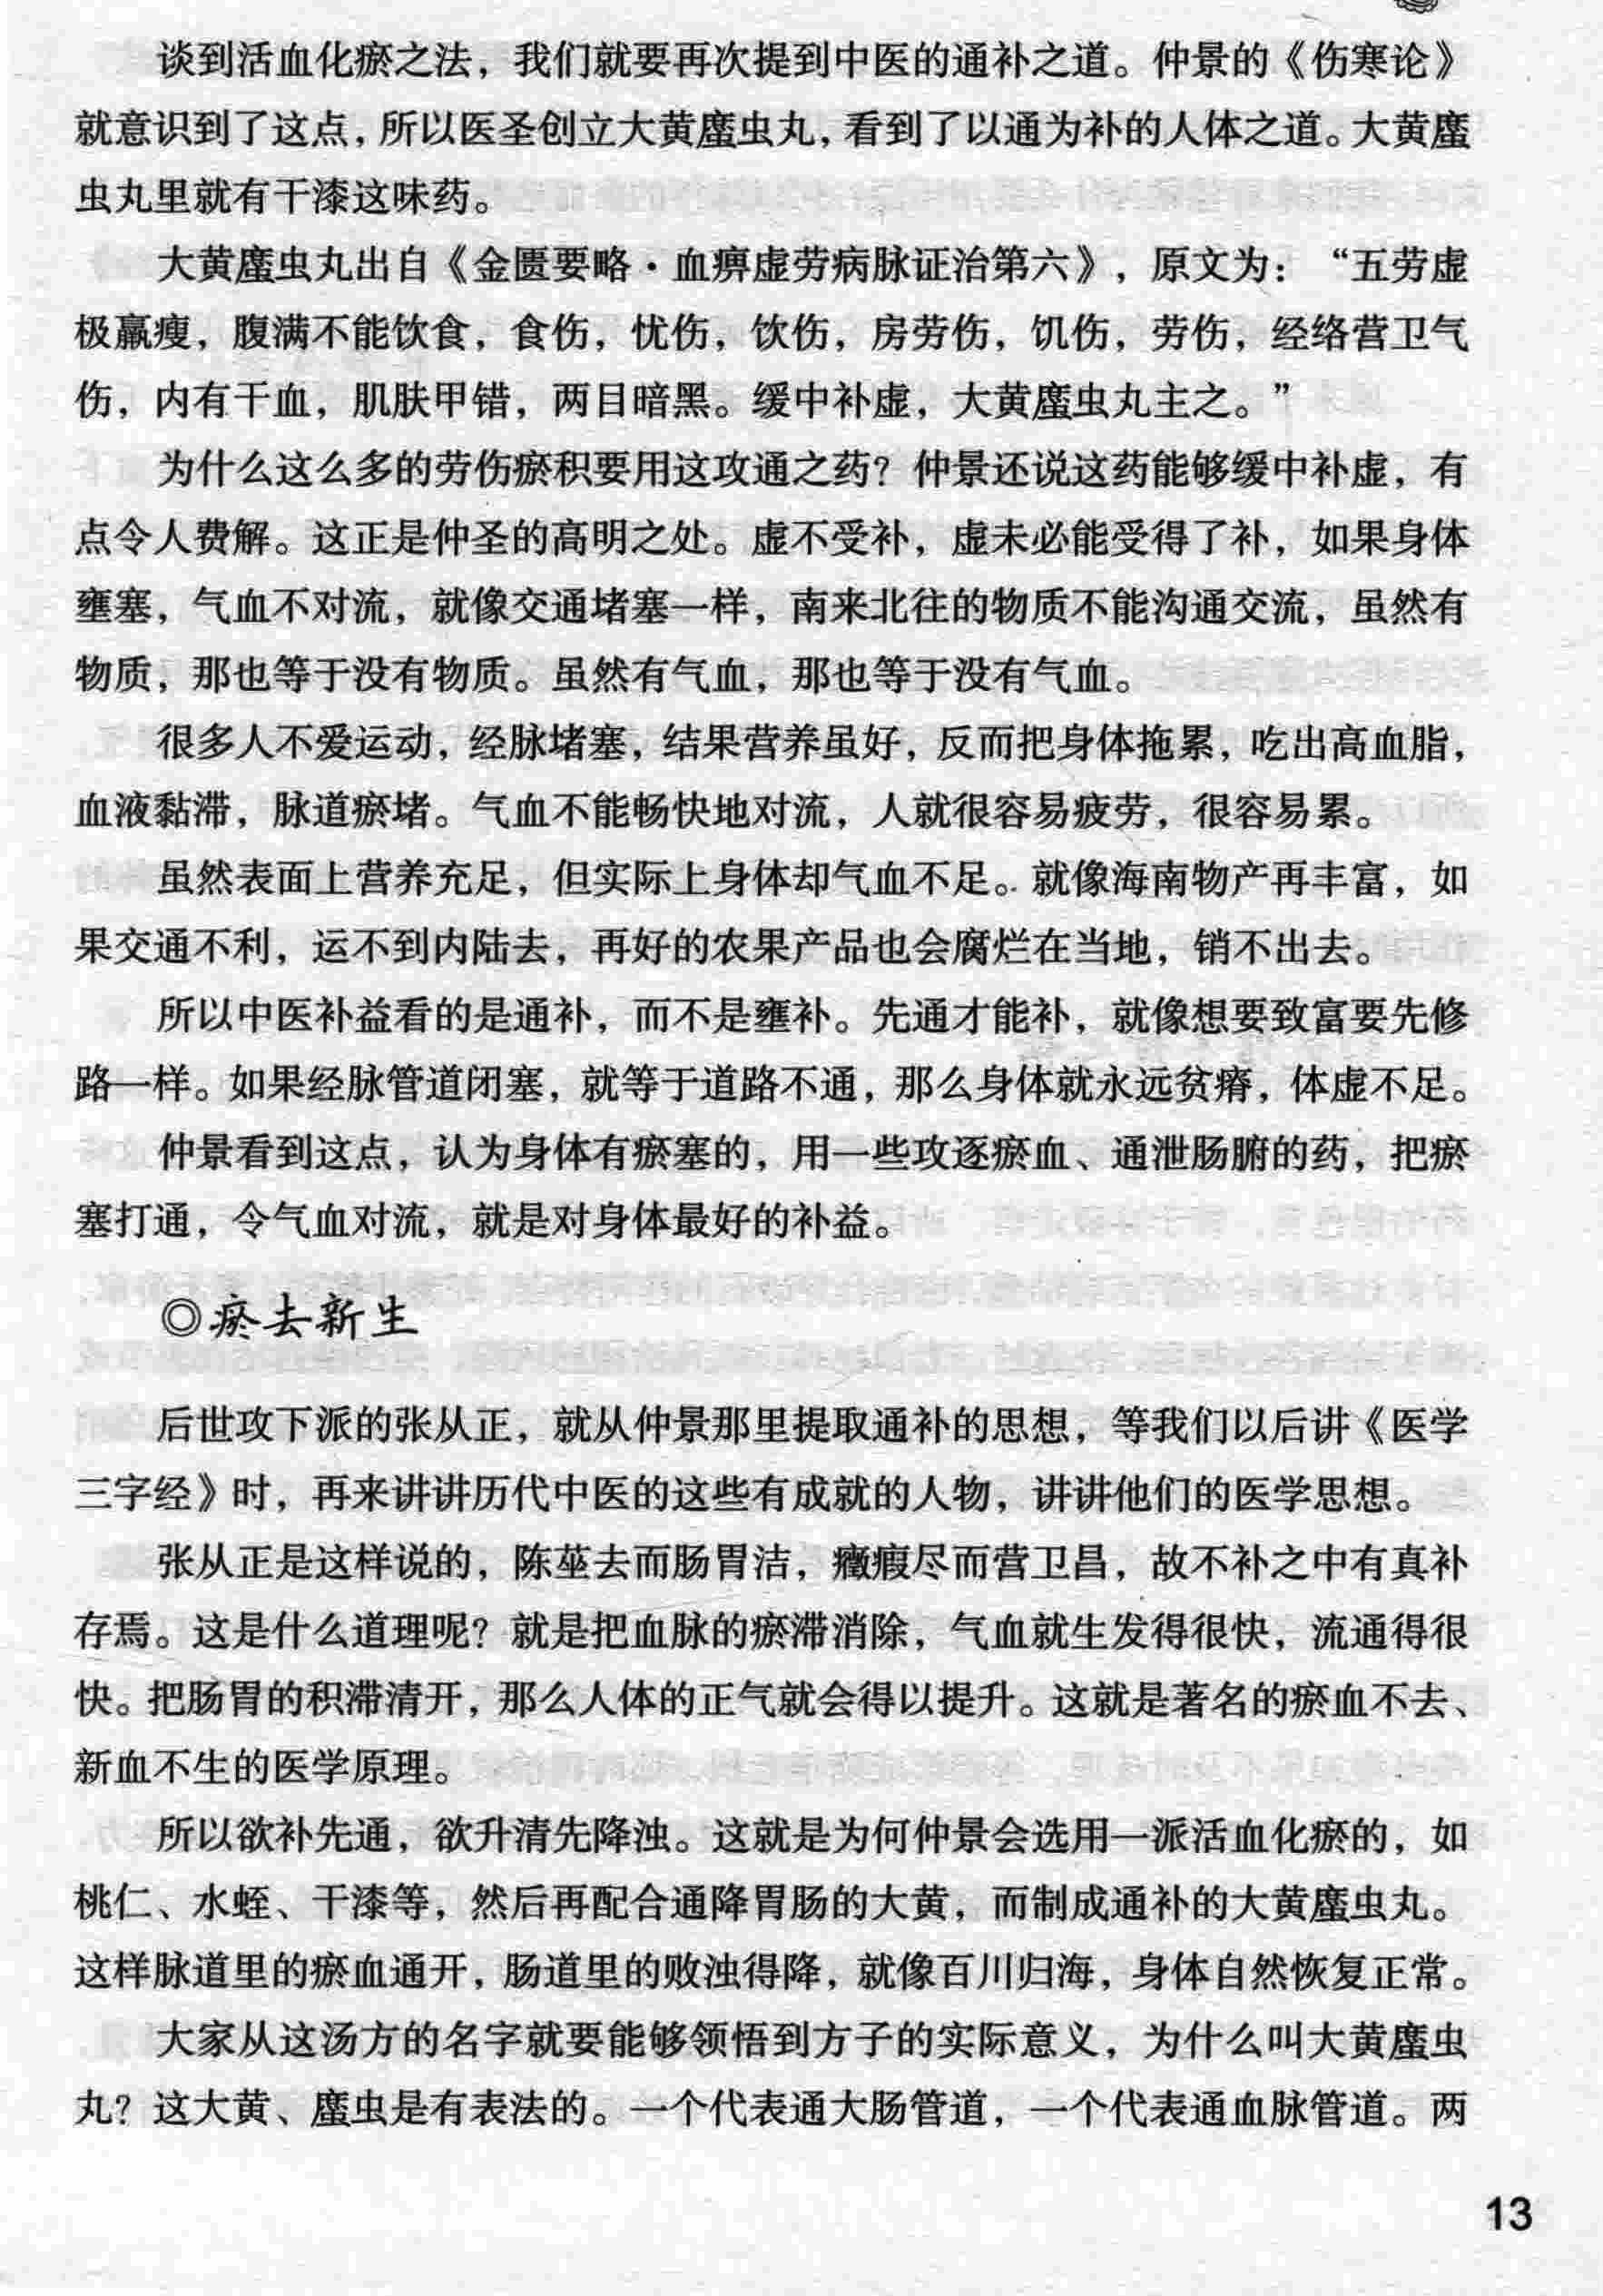 谈到活血化瘀之法，我们就要再次提到中医的通补之道。仲景的《伤寒论》
就意识到了这点，所以医圣创立大黄䗪虫丸，看到了以通为补的人体之道。大黄䗪
虫丸里就有干漆这味药。
大黄䗪虫丸出自《金匮要略·血痹虚劳病脉证治第六》，原文为：“五劳虚
极羸瘦，腹满不能饮食，食伤，忧伤，饮伤，房劳伤，饥伤，劳伤，经络营卫气
伤，内有干血，肌肤甲错，两目暗黑。缓中补虚，大黄䗪虫丸主之。”
为什么这么多的劳伤瘀积要用这攻通之药？仲景还说这药能够缓中补虚，有
点令人费解。这正是仲圣的高明之处。虚不受补，虚未必能受得了补，如果身体
壅塞，气血不对流，就像交通堵塞一样，南来北往的物质不能沟通交流，虽然有
物质，那也等于没有物质。虽然有气血，那也等于没有气血。
很多人不爱运动，经脉堵塞，结果营养虽好，反而把身体拖累，吃出高血脂，
血液黏滞，脉道瘀堵。气血不能畅快地对流，人就很容易疲劳，很容易累。
虽然表面上营养充足，但实际上身体却气血不足。就像海南物产再丰富，如
果交通不利，运不到内陆去，再好的农果产品也会腐烂在当地，销不出去。
所以中医补益看的是通补，而不是壅补。先通才能补，就像想要致富要先修
路一样。如果经脉管道闭塞，就等于道路不通，那么身体就永远贫瘠，体虚不足。
仲景看到这点，认为身体有瘀塞的，用一些攻逐瘀血、通泄肠腑的药，把瘀
塞打通，令气血对流，就是对身体最好的补益。
◎瘀去新生
后世攻下派的张从正，就从仲景那里提取通补的思想，等我们以后讲《医学
三字经》时，再来讲讲历代中医的这些有成就的人物，讲讲他们的医学思想。
张从正是这样说的，陈莝去而肠胃洁，癥瘕尽而营卫昌，故不补之中有真补
存焉。这是什么道理呢？就是把血脉的瘀滞消除，气血就生发得很快，流通得很
快。把肠胃的积滞清开，那么人体的正气就会得以提升。这就是著名的瘀血不去、
新血不生的医学原理。
所以欲补先通，欲升清先降浊。这就是为何仲景会选用一派活血化瘀的，如
桃仁、水蛭、干漆等，然后再配合通降胃肠的大黄，而制成通补的大黄䗪虫丸。
这样脉道里的瘀血通开，肠道里的败浊得降，就像百川归海，身体自然恢复正常。
大家从这汤方的名字就要能够领悟到方子的实际意义，为什么叫大黄䗪虫
丸？这大黄、䗪虫是有表法的。一个代表通大肠管道，一个代表通血脉管道。两
13